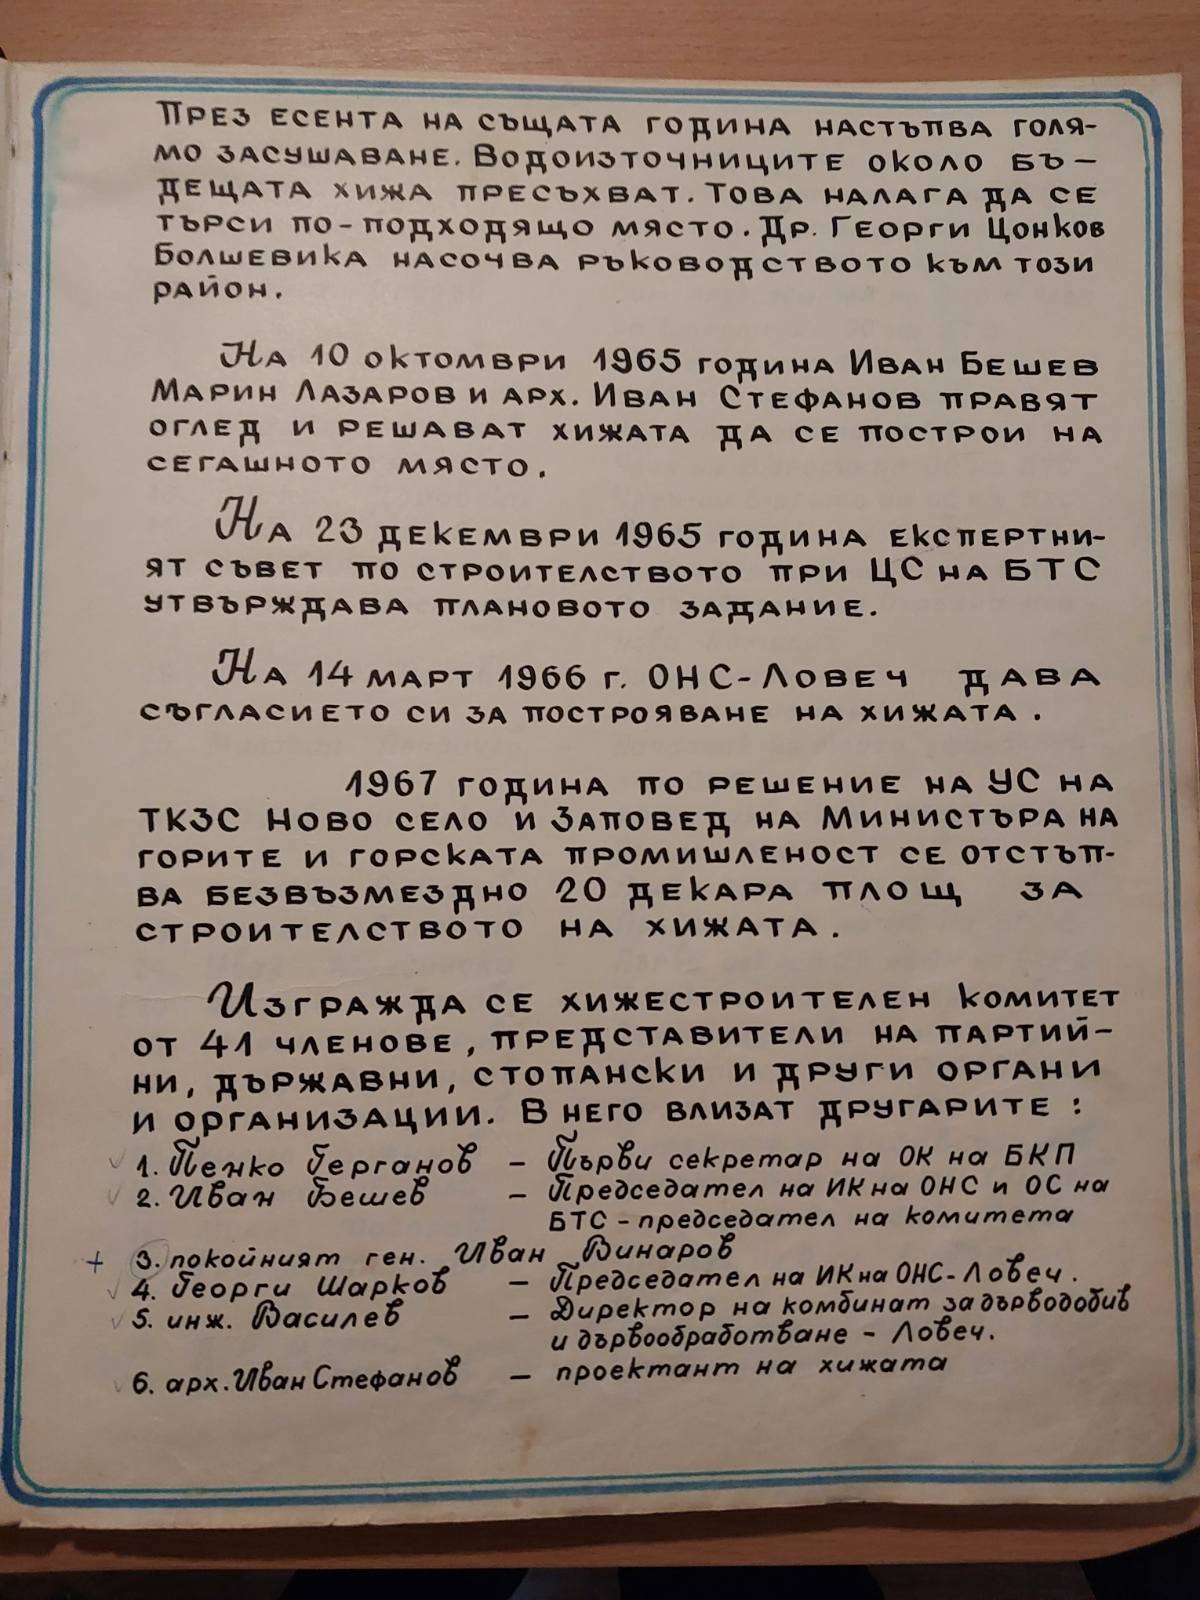 През есента на същата година настъпва голя-
мо засушаване. Водоизточниците около бъ-
дещата хижа пресъхват. Това налага да се
търси по-подходящо място. Др. Георги Цонков
Болшевика насочва ръководството към този
район.
На 10 октомври 1965 година Иван Бешев
Марин Лазаров и арх. Иван Стефанов правят
оглед и решават хижата да се построи на
сегашното място.
На 23 декември 1965 година експертни-
ят съвет по строителството при ЦС на БТС
утвърждава плановото задание.
На 14 март 1966 г. ОНС-Ловеч дава
съгласието си за построяване на хижата.
1967 година по решение на УС на
ТКЗС Ново село и Заповед на Министъра на
горите и горската промишленост се отстъп-
ва безвъзмездно 20 декара площ за
строителството на хижата.
Изгражда се хижестроителен комитет
от 41 членове, представители на партий-
ни, държавни, стопански и други органи
и организации. В него влизат другарите:
1. Пенко Герганов – Първи секретар на ОК на БКП
2. Иван Бешев – Председател на ИК на ОНС и ОС на
БТС - председател на комитета
+ 3. покойният ген. Иван Винаров
4. Георги Шарков – Председател на ИК на ОНС-Ловеч.
5. инж. Василев – Директор на комбинат за дърводобив
и дървообработване - Ловеч.
6. арх. Иван Стефанов – проектант на хижата